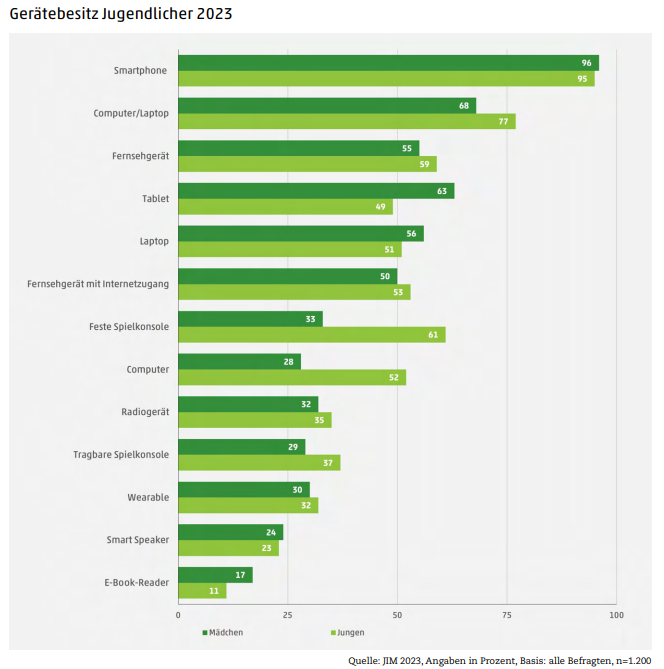 Gerätebesitz Jugendlicher 2023
Smartphone
96
95
Computer/Laptop
68
77
Fernsehgerät
55
59
Tablet
63
49
Laptop
56
51
Fernsehgerät mit Internetzugang
50
53
Feste Spielkonsole
33
61
Computer
28
52
Radiogerät
32
35
Tragbare Spielkonsole
29
37
Wearable
30
32
Smart Speaker
24
23
E-Book-Reader
17
11
0 25 50 75 100
Mädchen Jungen
Quelle: JIM 2023, Angaben in Prozent, Basis: alle Befragten, n=1.200